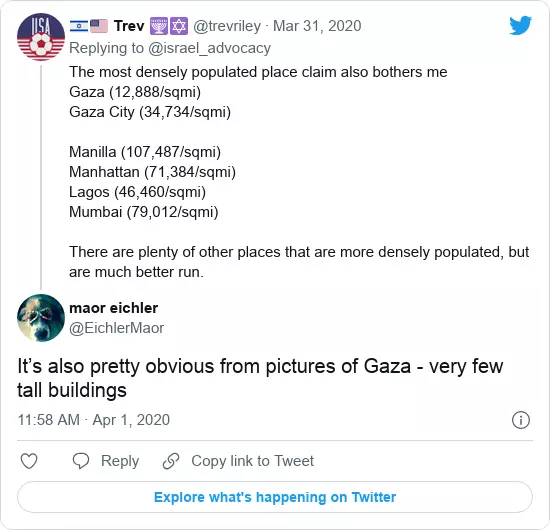 USA
Trev @trevriley · Mar 31, 2020
Replying to @israel_advocacy
The most densely populated place claim also bothers me
Gaza (12,888/sqmi)
Gaza City (34,734/sqmi)
Manilla (107,487/sqmi)
Manhattan (71,384/sqmi)
Lagos (46,460/sqmi)
Mumbai (79,012/sqmi)
There are plenty of other places that are more densely populated, but
are much better run.
maor eichler
@EichlerMaor
It’s also pretty obvious from pictures of Gaza - very few
tall buildings
11:58 AM · Apr 1, 2020
Reply Copy link to Tweet
Explore what's happening on Twitter